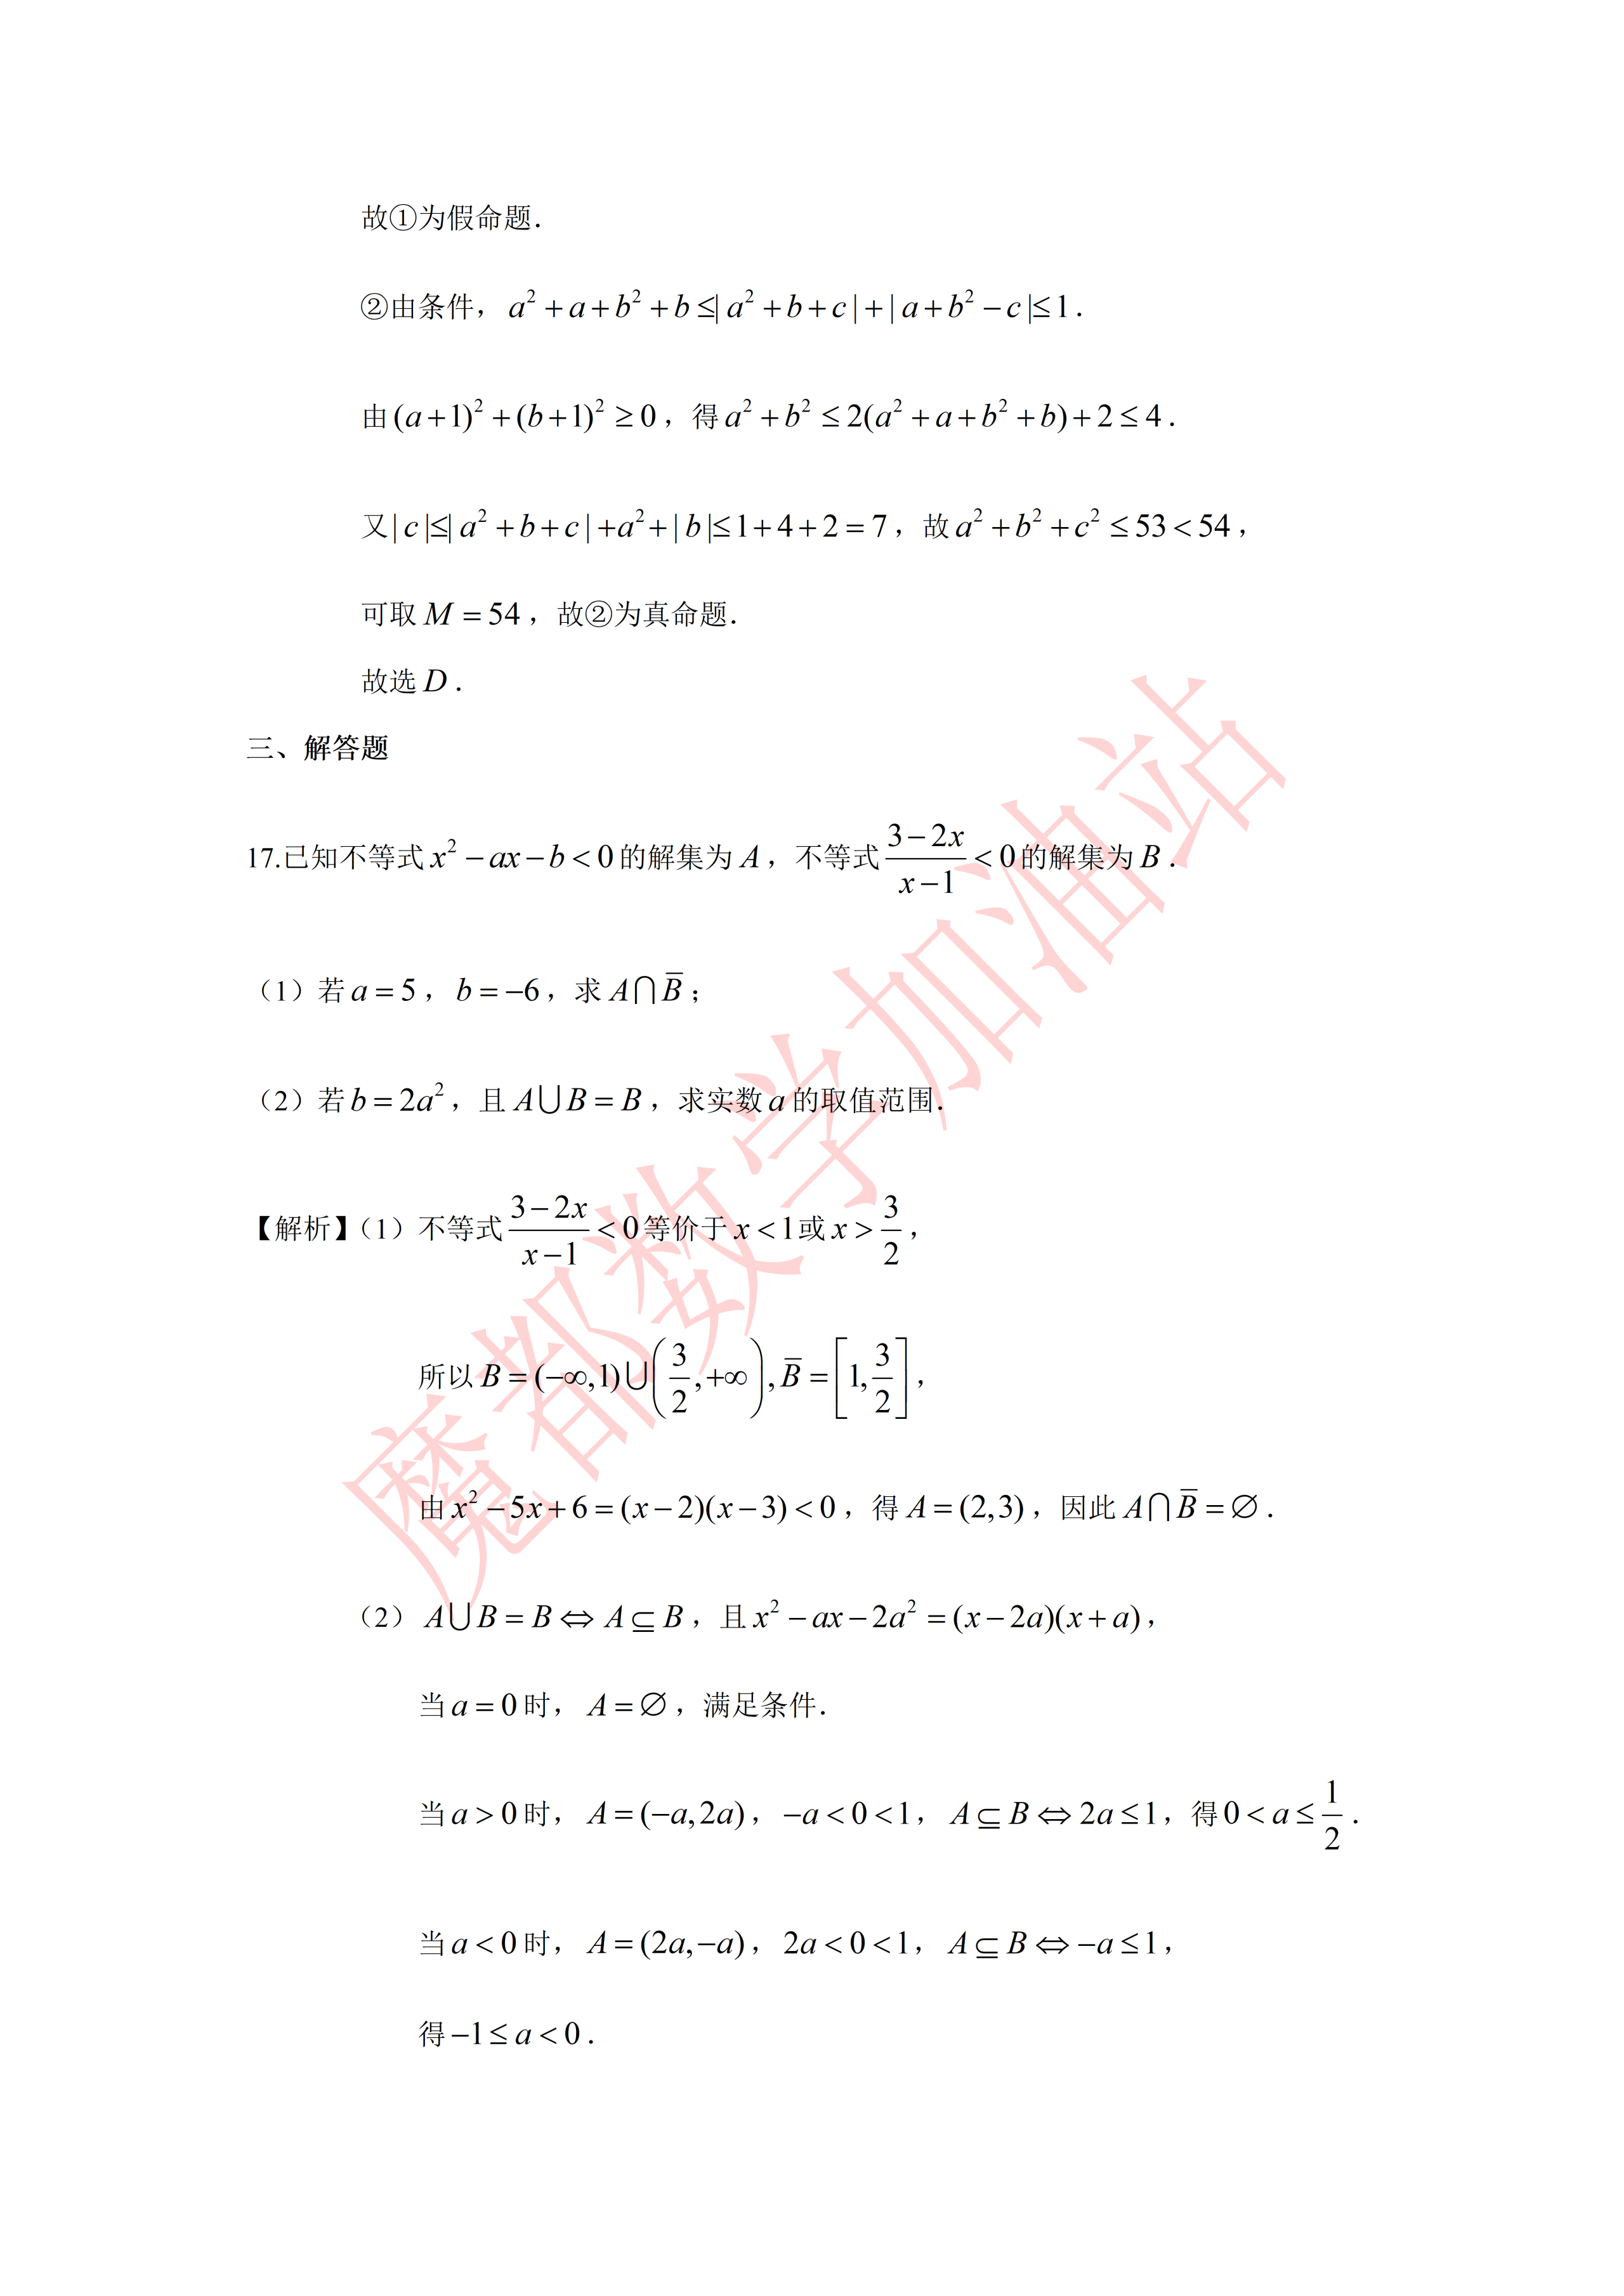 故①为假命题．
②由条件，a² + a + b² + b ≤| a² + b + c | + | a + b² − c |≤ 1．
由(a + 1)² + (b + 1)² ≥ 0，得a² + b² ≤ 2(a² + a + b² + b) + 2 ≤ 4．
又| c |≤| a² + b + c | +a² + | b |≤ 1 + 4 + 2 = 7，故a² + b² + c² ≤ 53 < 54，
可取M = 54，故②为真命题．
故选D．
三、解答题
17.已知不等式x² − ax − b < 0的解集为A，不等式(3 − 2x)/(x − 1) < 0的解集为B．
（1）若a = 5，b = −6，求A⋂B̅；
（2）若b = 2a²，且A⋃B = B，求实数a的取值范围．
【解析】（1）不等式(3 − 2x)/(x − 1) < 0等价于x < 1或x > 3/2，
所以B = (−∞,1)⋃(3/2,+∞), B̅ = [1,3/2]，
由x² − 5x + 6 = (x − 2)(x − 3) < 0，得A = (2,3)，因此A⋂B̅ = ∅．
（2）A⋃B = B ⇔ A ⊆ B，且x² − ax − 2a² = (x − 2a)(x + a)，
当a = 0时，A = ∅，满足条件．
当a > 0时，A = (−a, 2a)，−a < 0 < 1，A ⊆ B ⇔ 2a ≤ 1，得0 < a ≤ 1/2．
当a < 0时，A = (2a,−a)，2a < 0 < 1，A ⊆ B ⇔ −a ≤ 1，
得−1 ≤ a < 0．
魔都数学加油站